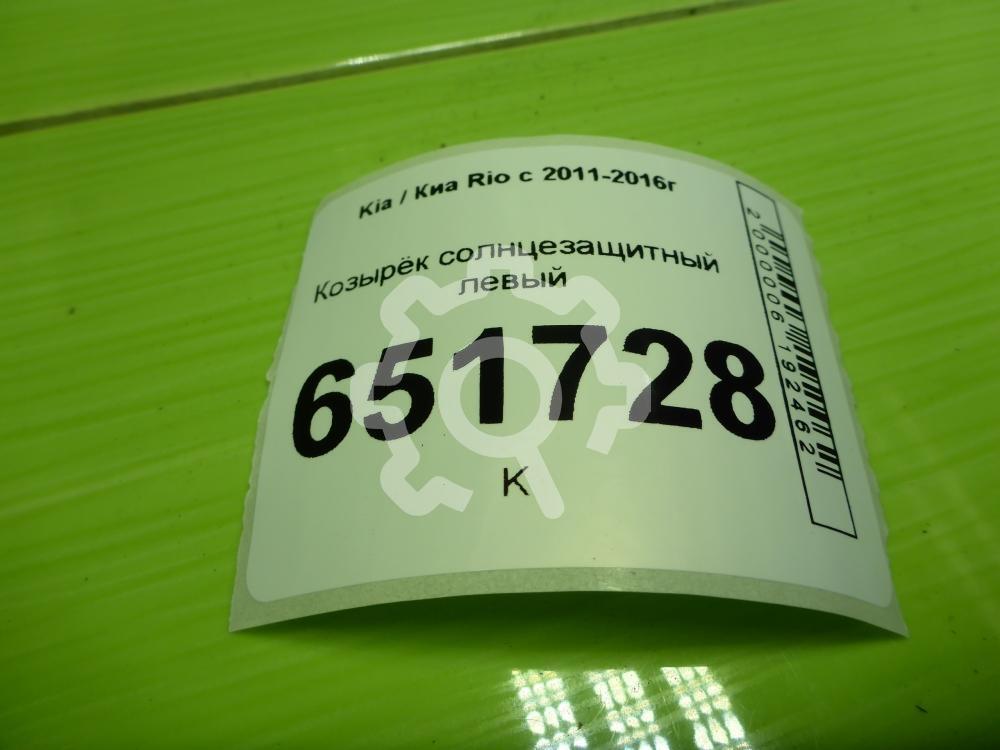 Kia / Киа Rio с 2011-2016г
Козырёк солнцезащитный
левый
651728
К
2000006192462